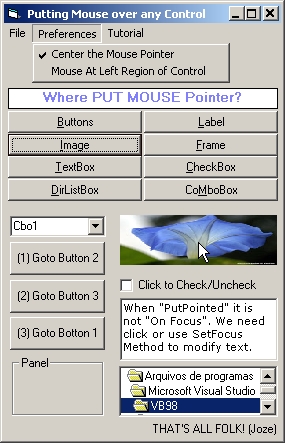 Putting Mouse over any Control
File Preferences Tutorial
Center the Mouse Pointer
Mouse At Left Region of Control
Where PUT MOUSE Pointer?
Buttons Label
Image Frame
TextBox CheckBox
DirListBox CoMboBox
Cbo1
(1) Goto Button 2
(2) Goto Button 3
(3) Goto Botton 1
Panel
Click to Check/Uncheck
When "PutPointed" it is
not "On Focus". We need
click or use SetFocus
Method to modify text.
Arquivos de programas
Microsoft Visual Studio
VB98
THAT'S ALL FOLK! (Joze)